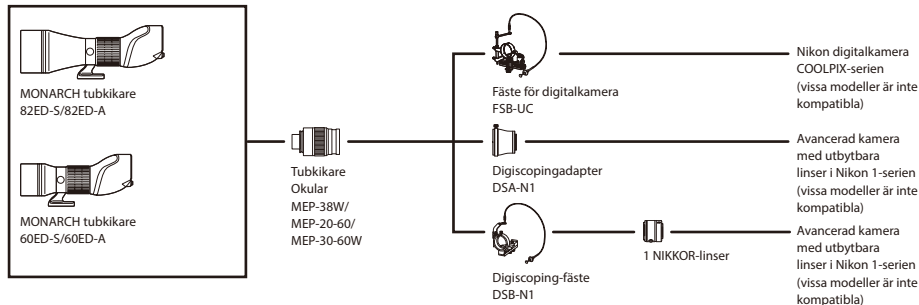 MONARCH tubkikare
82ED-S/82ED-A
MONARCH tubkikare
60ED-S/60ED-A
Tubkikare
Okular
MEP-38W/
MEP-20-60/
MEP-30-60W
Fäste för digitalkamera
FSB-UC
Digiscopingadapter
DSA-N1
Digiscoping-fäste
DSB-N1
1 NIKKOR-linser
Nikon digitalkamera
COOLPIX-serien
(vissa modeller är inte
kompatibla)
Avancerad kamera
med utbytbara
linser i Nikon 1-serien
(vissa modeller är inte
kompatibla)
Avancerad kamera
med utbytbara
linser i Nikon 1-serien
(vissa modeller är inte
kompatibla)